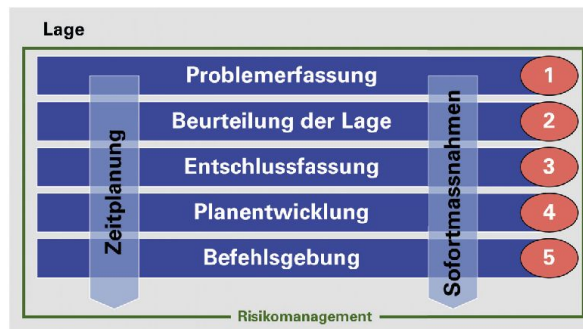 Lage
Problemerfassung 1
Beurteilung der Lage 2
Entschlussfassung 3
Planentwicklung 4
Befehlsgebung 5
Zeitplanung
Sofortmassnahmen
Risikomanagement